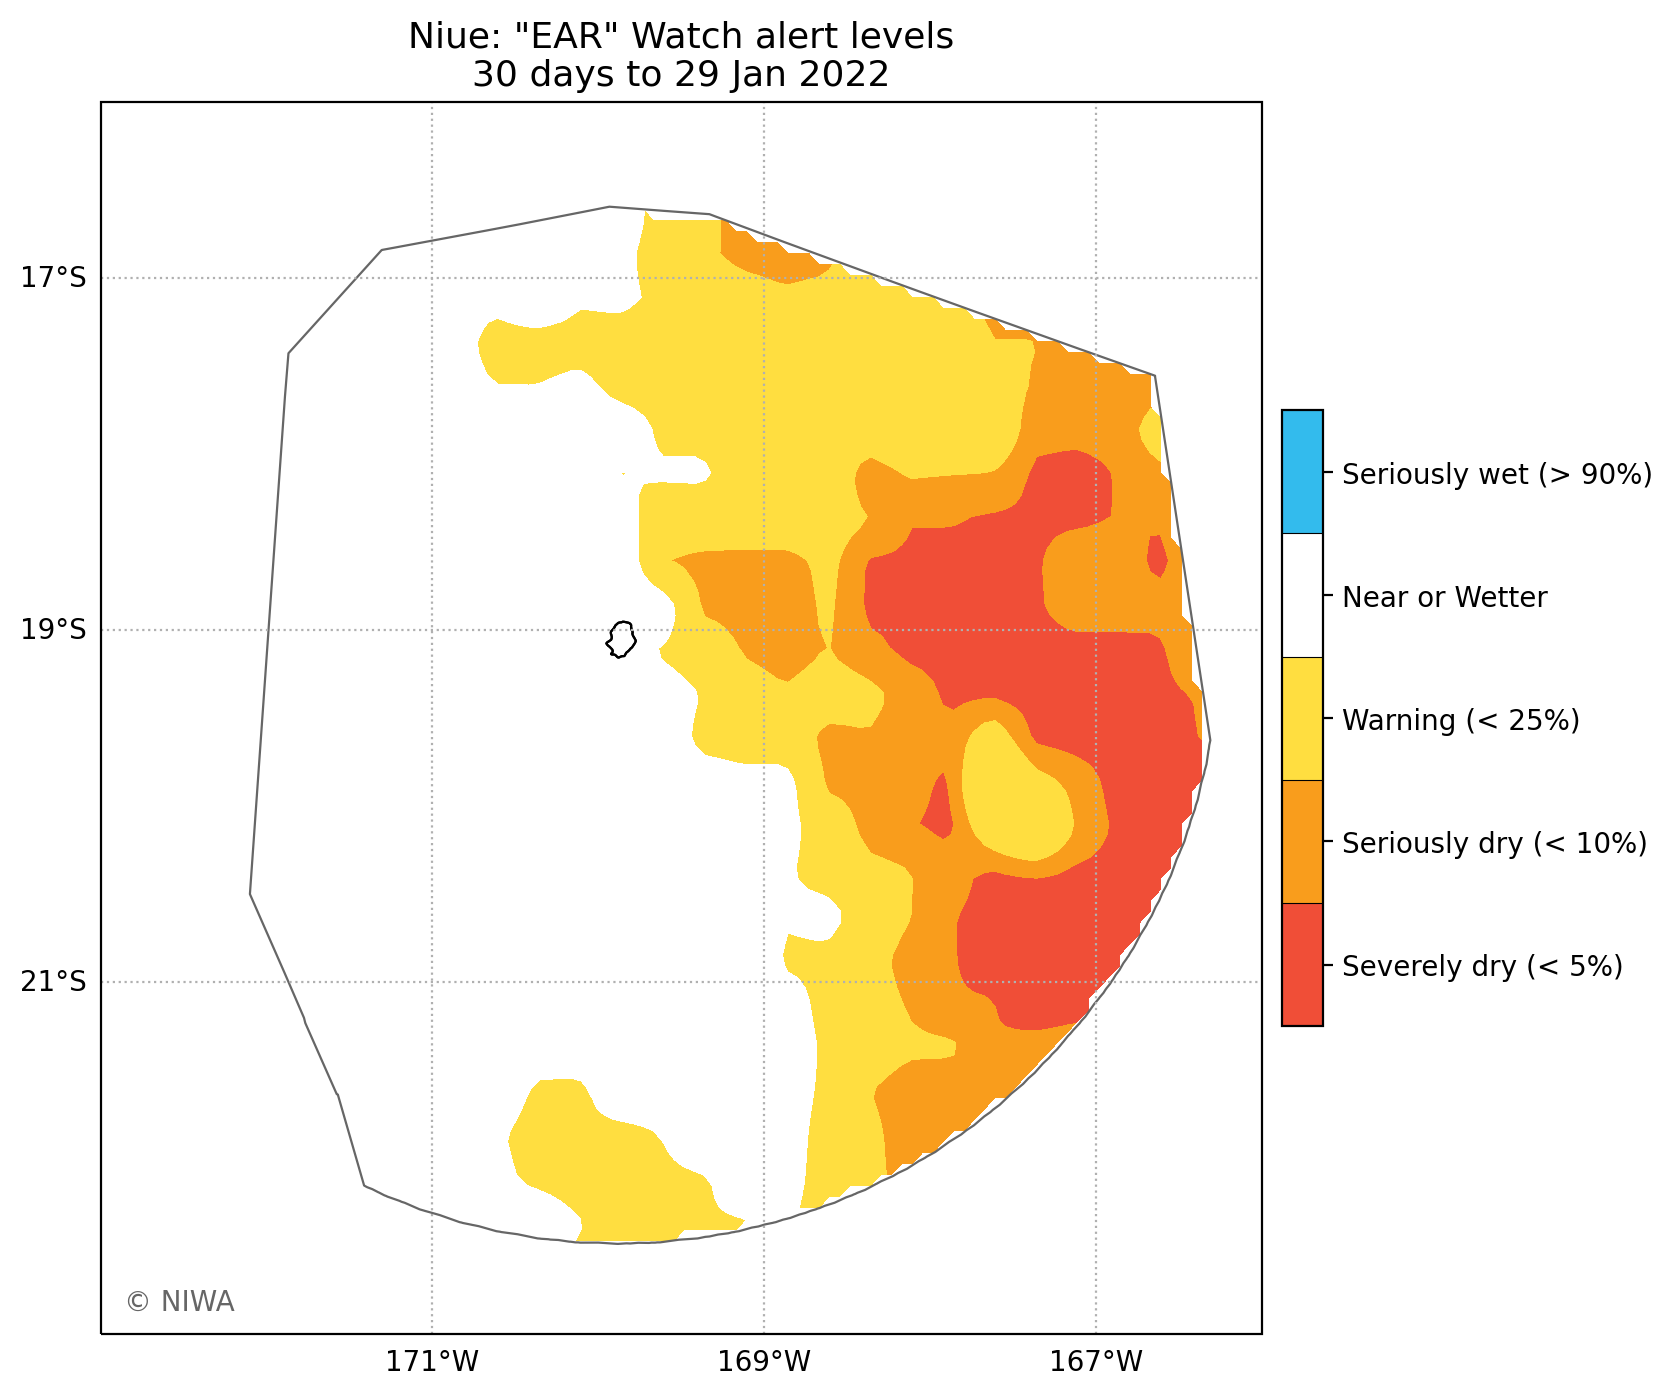 Niue: "EAR" Watch alert levels
30 days to 29 Jan 2022
17°S
19°S
21°S
171°W
169°W
167°W
Seriously wet (> 90%)
Near or Wetter
Warning (< 25%)
Seriously dry (< 10%)
Severely dry (< 5%)
© NIWA